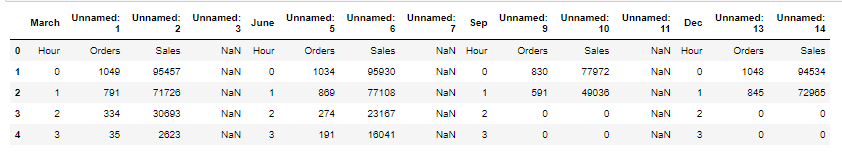 March Unnamed: 1 Unnamed: 2 Unnamed: 3 June Unnamed: 5 Unnamed: 6 Unnamed: 7 Sep Unnamed: 9 Unnamed: 10 Unnamed: 11 Dec Unnamed: 13 Unnamed: 14
0 Hour Orders Sales NaN Hour Orders Sales NaN Hour Orders Sales NaN Hour Orders Sales
1 0 1049 95457 NaN 0 1034 95930 NaN 0 830 77972 NaN 0 1048 94534
2 1 791 71726 NaN 1 869 77108 NaN 1 591 49036 NaN 1 845 72965
3 2 334 30693 NaN 2 274 23167 NaN 2 0 0 NaN 2 0 0
4 3 35 2623 NaN 3 191 16041 NaN 3 0 0 NaN 3 0 0